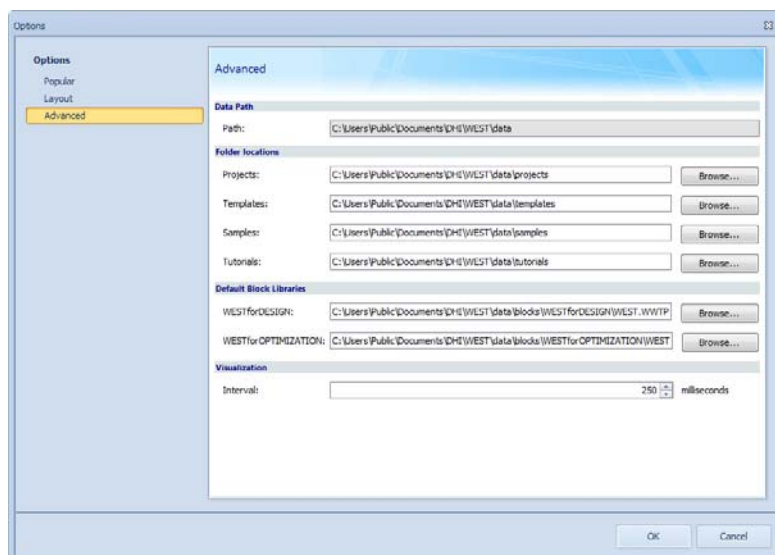 Options
Options
Popular
Layout
Advanced
Advanced
Data Path
Path: C:\Users\Public\Documents\DHI\WEST\data
Folder locations
Projects: C:\Users\Public\Documents\DHI\WEST\data\projects Browse...
Templates: C:\Users\Public\Documents\DHI\WEST\data\templates Browse...
Samples: C:\Users\Public\Documents\DHI\WEST\data\samples Browse...
Tutorials: C:\Users\Public\Documents\DHI\WEST\data\tutorials Browse...
Default Block Libraries
WESTforDESIGN: C:\Users\Public\Documents\DHI\WEST\data\blocks\WESTforDESIGN\WEST.WWTP Browse...
WESTforOPTIMIZATION: C:\Users\Public\Documents\DHI\WEST\data\blocks\WESTforOPTIMIZATION\WEST Browse...
Visualization
Interval: 250 milliseconds
OK Cancel